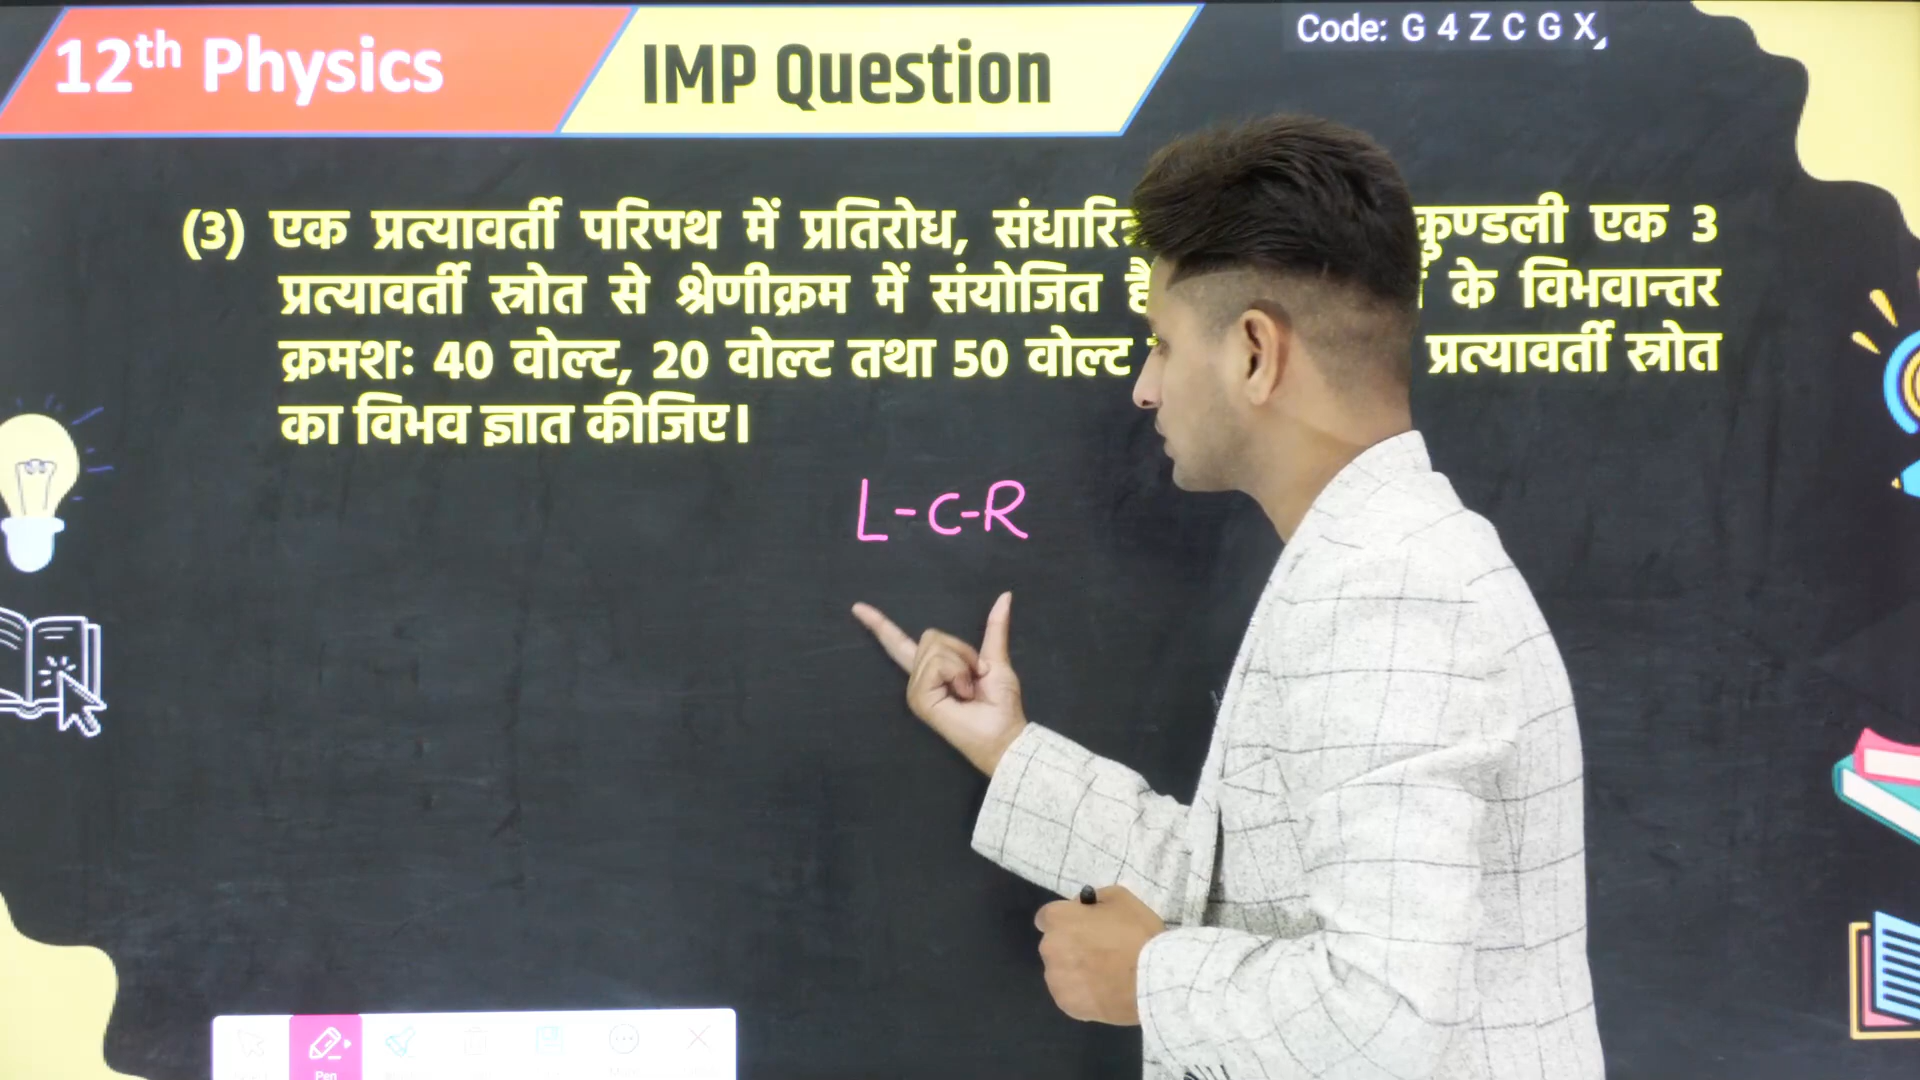 12th Physics
IMP Question
Code: G 4 Z C G X
(3) एक प्रत्यावर्ती परिपथ में प्रतिरोध, कुण्डली एक 3
प्रत्यावर्ती स्रोत से श्रेणीक्रम में संयोजित के विभवान्तर
क्रमशः 40 वोल्ट, 20 वोल्ट तथा 50 वोल्ट प्रत्यावर्ती स्रोत
का विभव ज्ञात कीजिए।
L-C-R
Pen